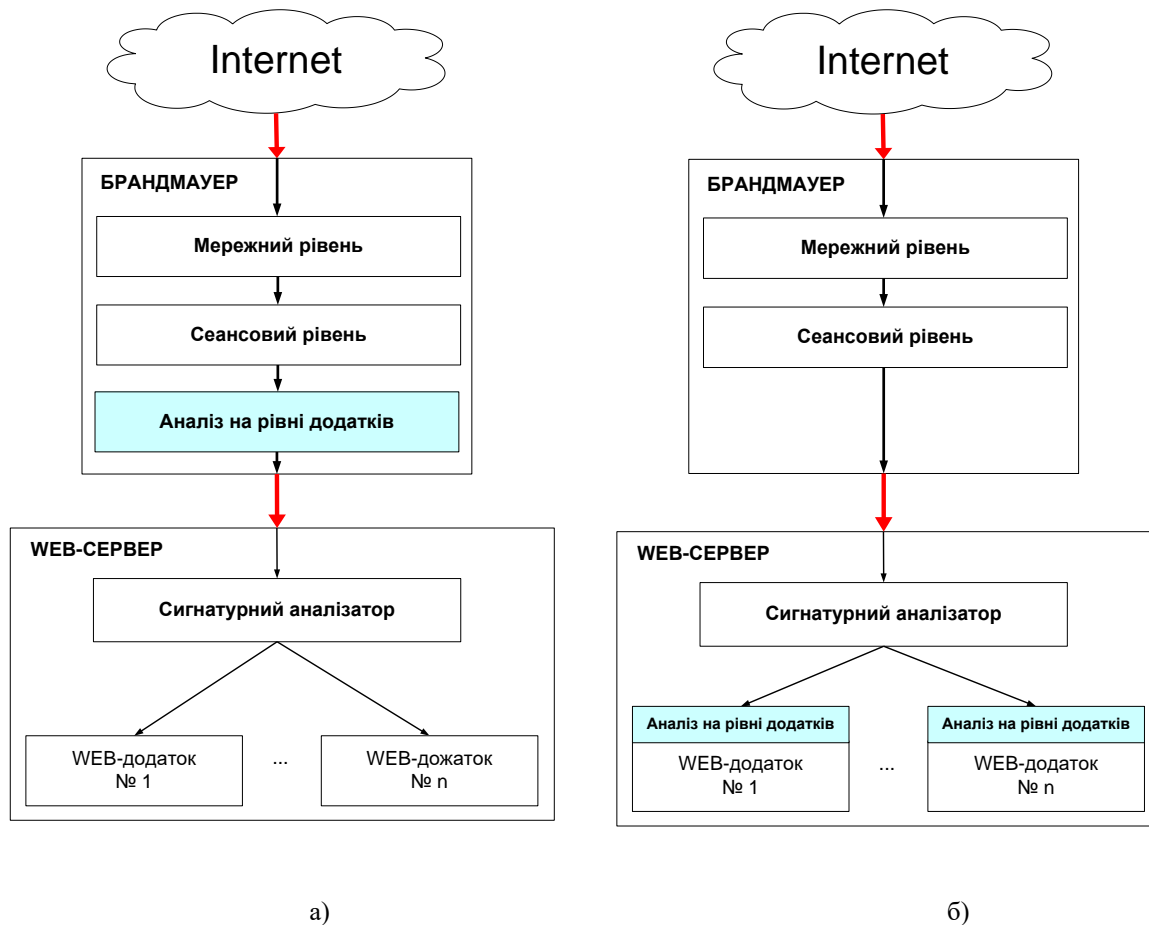 Internet
БРАНДМАУЕР
Мережний рівень
Сеансовий рівень
Аналіз на рівні додатків
WEB-СЕРВЕР
Сигнатурний аналізатор
WEB-додаток
№ 1
...
WEB-дожаток
№ n
а)
Internet
БРАНДМАУЕР
Мережний рівень
Сеансовий рівень
WEB-СЕРВЕР
Сигнатурний аналізатор
Аналіз на рівні додатків
WEB-додаток
№ 1
...
Аналіз на рівні додатків
WEB-додаток
№ n
б)